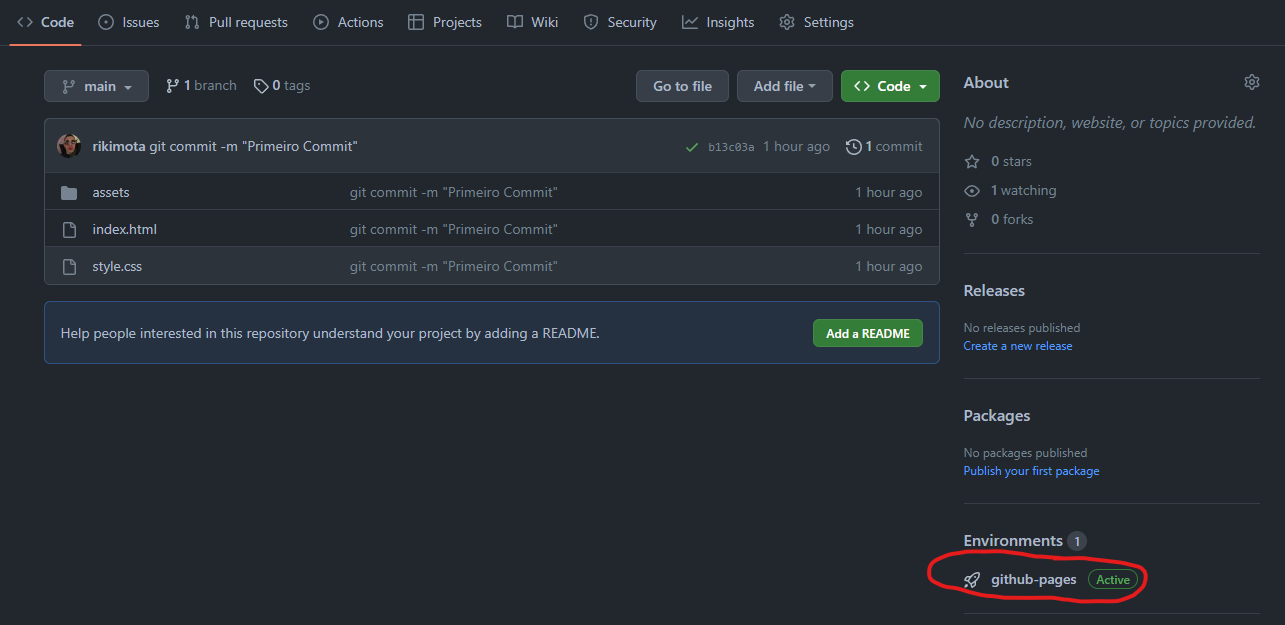 Code Issues Pull requests Actions Projects Wiki Security Insights Settings
main 1 branch 0 tags Go to file Add file Code
rikimota git commit -m "Primeiro Commit" b13c03a 1 hour ago 1 commit
assets git commit -m "Primeiro Commit" 1 hour ago
index.html git commit -m "Primeiro Commit" 1 hour ago
style.css git commit -m "Primeiro Commit" 1 hour ago
Help people interested in this repository understand your project by adding a README. Add a README
About
No description, website, or topics provided.
0 stars
1 watching
0 forks
Releases
No releases published
Create a new release
Packages
No packages published
Publish your first package
Environments 1
github-pages Active